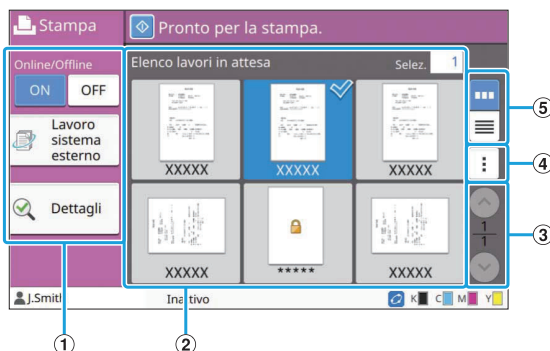 Stampa
Pronto per la stampa.
Online/Offline
ON
OFF
Lavoro
sistema
esterno
Dettagli
Elenco lavori in attesa
Selez.
1
XXXXX
XXXXX
XXXXX
XXXXX
*****
XXXXX
1
1
J.Smith
Inattivo
K
C
M
Y
①
②
③
④
⑤